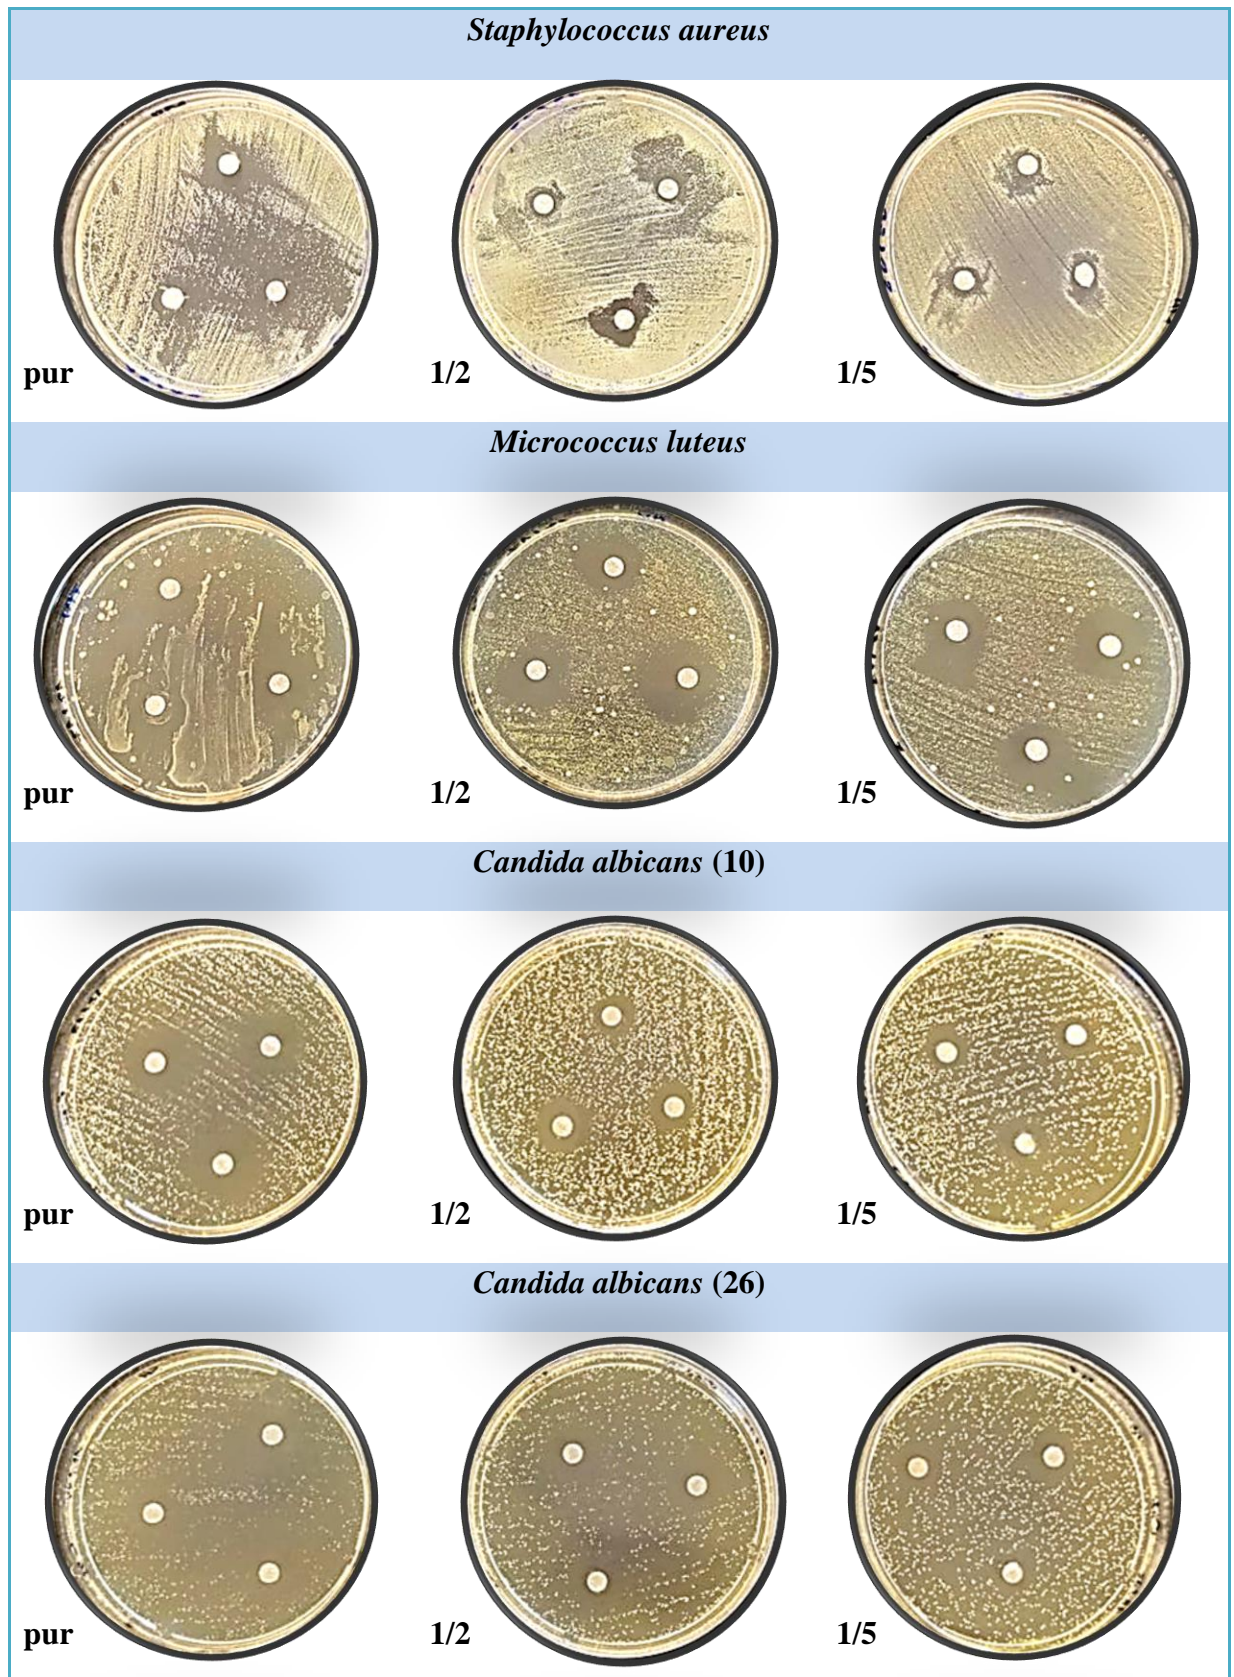 Staphylococcus aureus
pur 1/2 1/5
Micrococcus luteus
pur 1/2 1/5
Candida albicans (10)
pur 1/2 1/5
Candida albicans (26)
pur 1/2 1/5